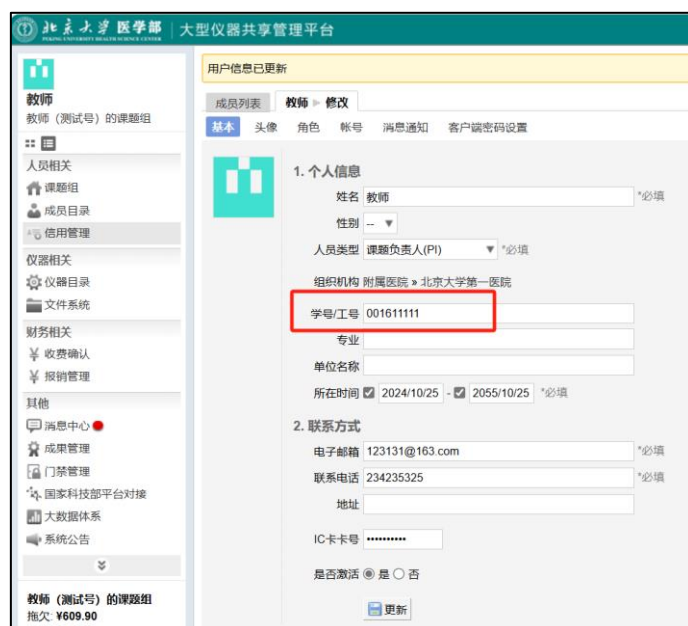 北京大学 医学部 大型仪器共享管理平台
PEKING UNIVERSITY HEALTH SCIENCE CENTER
教师
教师（测试号）的课题组
人员相关
课题组
成员目录
信用管理
仪器相关
仪器目录
文件系统
财务相关
收费确认
报销管理
其他
消息中心
成果管理
门禁管理
国家科技部平台对接
大数据体系
系统公告
教师（测试号）的课题组
拖欠: ¥609.90
用户信息已更新
成员列表 教师 ▶ 修改
基本 头像 角色 帐号 消息通知 客户端密码设置
1. 个人信息
姓名 教师 *必填
性别 --
人员类型 课题负责人(PI) *必填
组织机构 附属医院 » 北京大学第一医院
学号/工号 001611111
专业
单位名称
所在时间 2024/10/25 - 2055/10/25 *必填
2. 联系方式
电子邮箱 123131@163.com *必填
联系电话 234235325 *必填
地址
IC卡卡号 ••••••••••
是否激活 是 否
更新